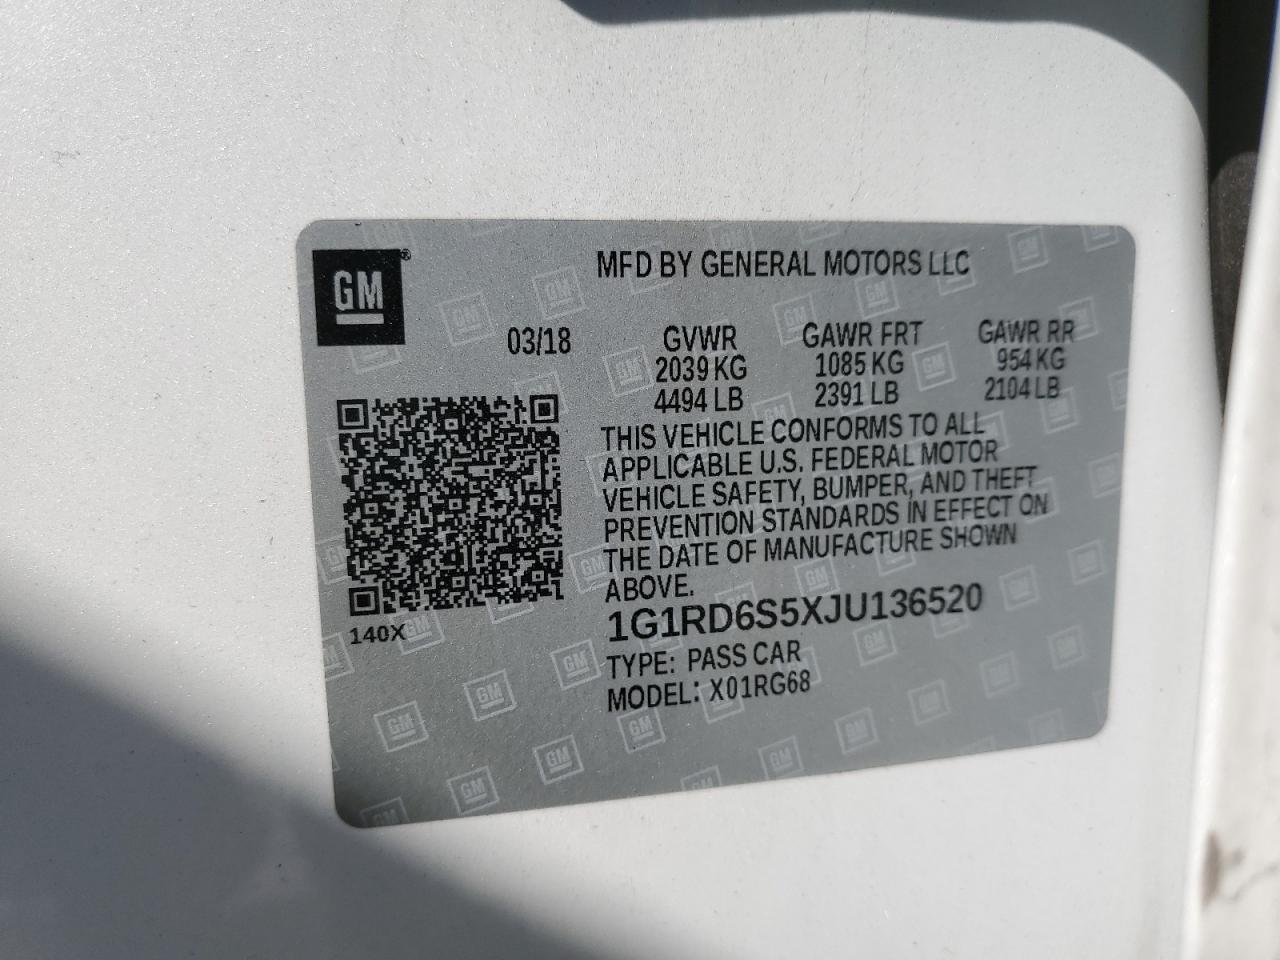 GM®
MFD BY GENERAL MOTORS LLC
03/18
GVWR GAWR FRT GAWR RR
2039 KG 1085 KG 954 KG
4494 LB 2391 LB 2104 LB
THIS VEHICLE CONFORMS TO ALL
APPLICABLE U.S. FEDERAL MOTOR
VEHICLE SAFETY, BUMPER, AND THEFT
PREVENTION STANDARDS IN EFFECT ON
THE DATE OF MANUFACTURE SHOWN
ABOVE.
140X
1G1RD6S5XJU136520
TYPE: PASS CAR
MODEL: X01RG68